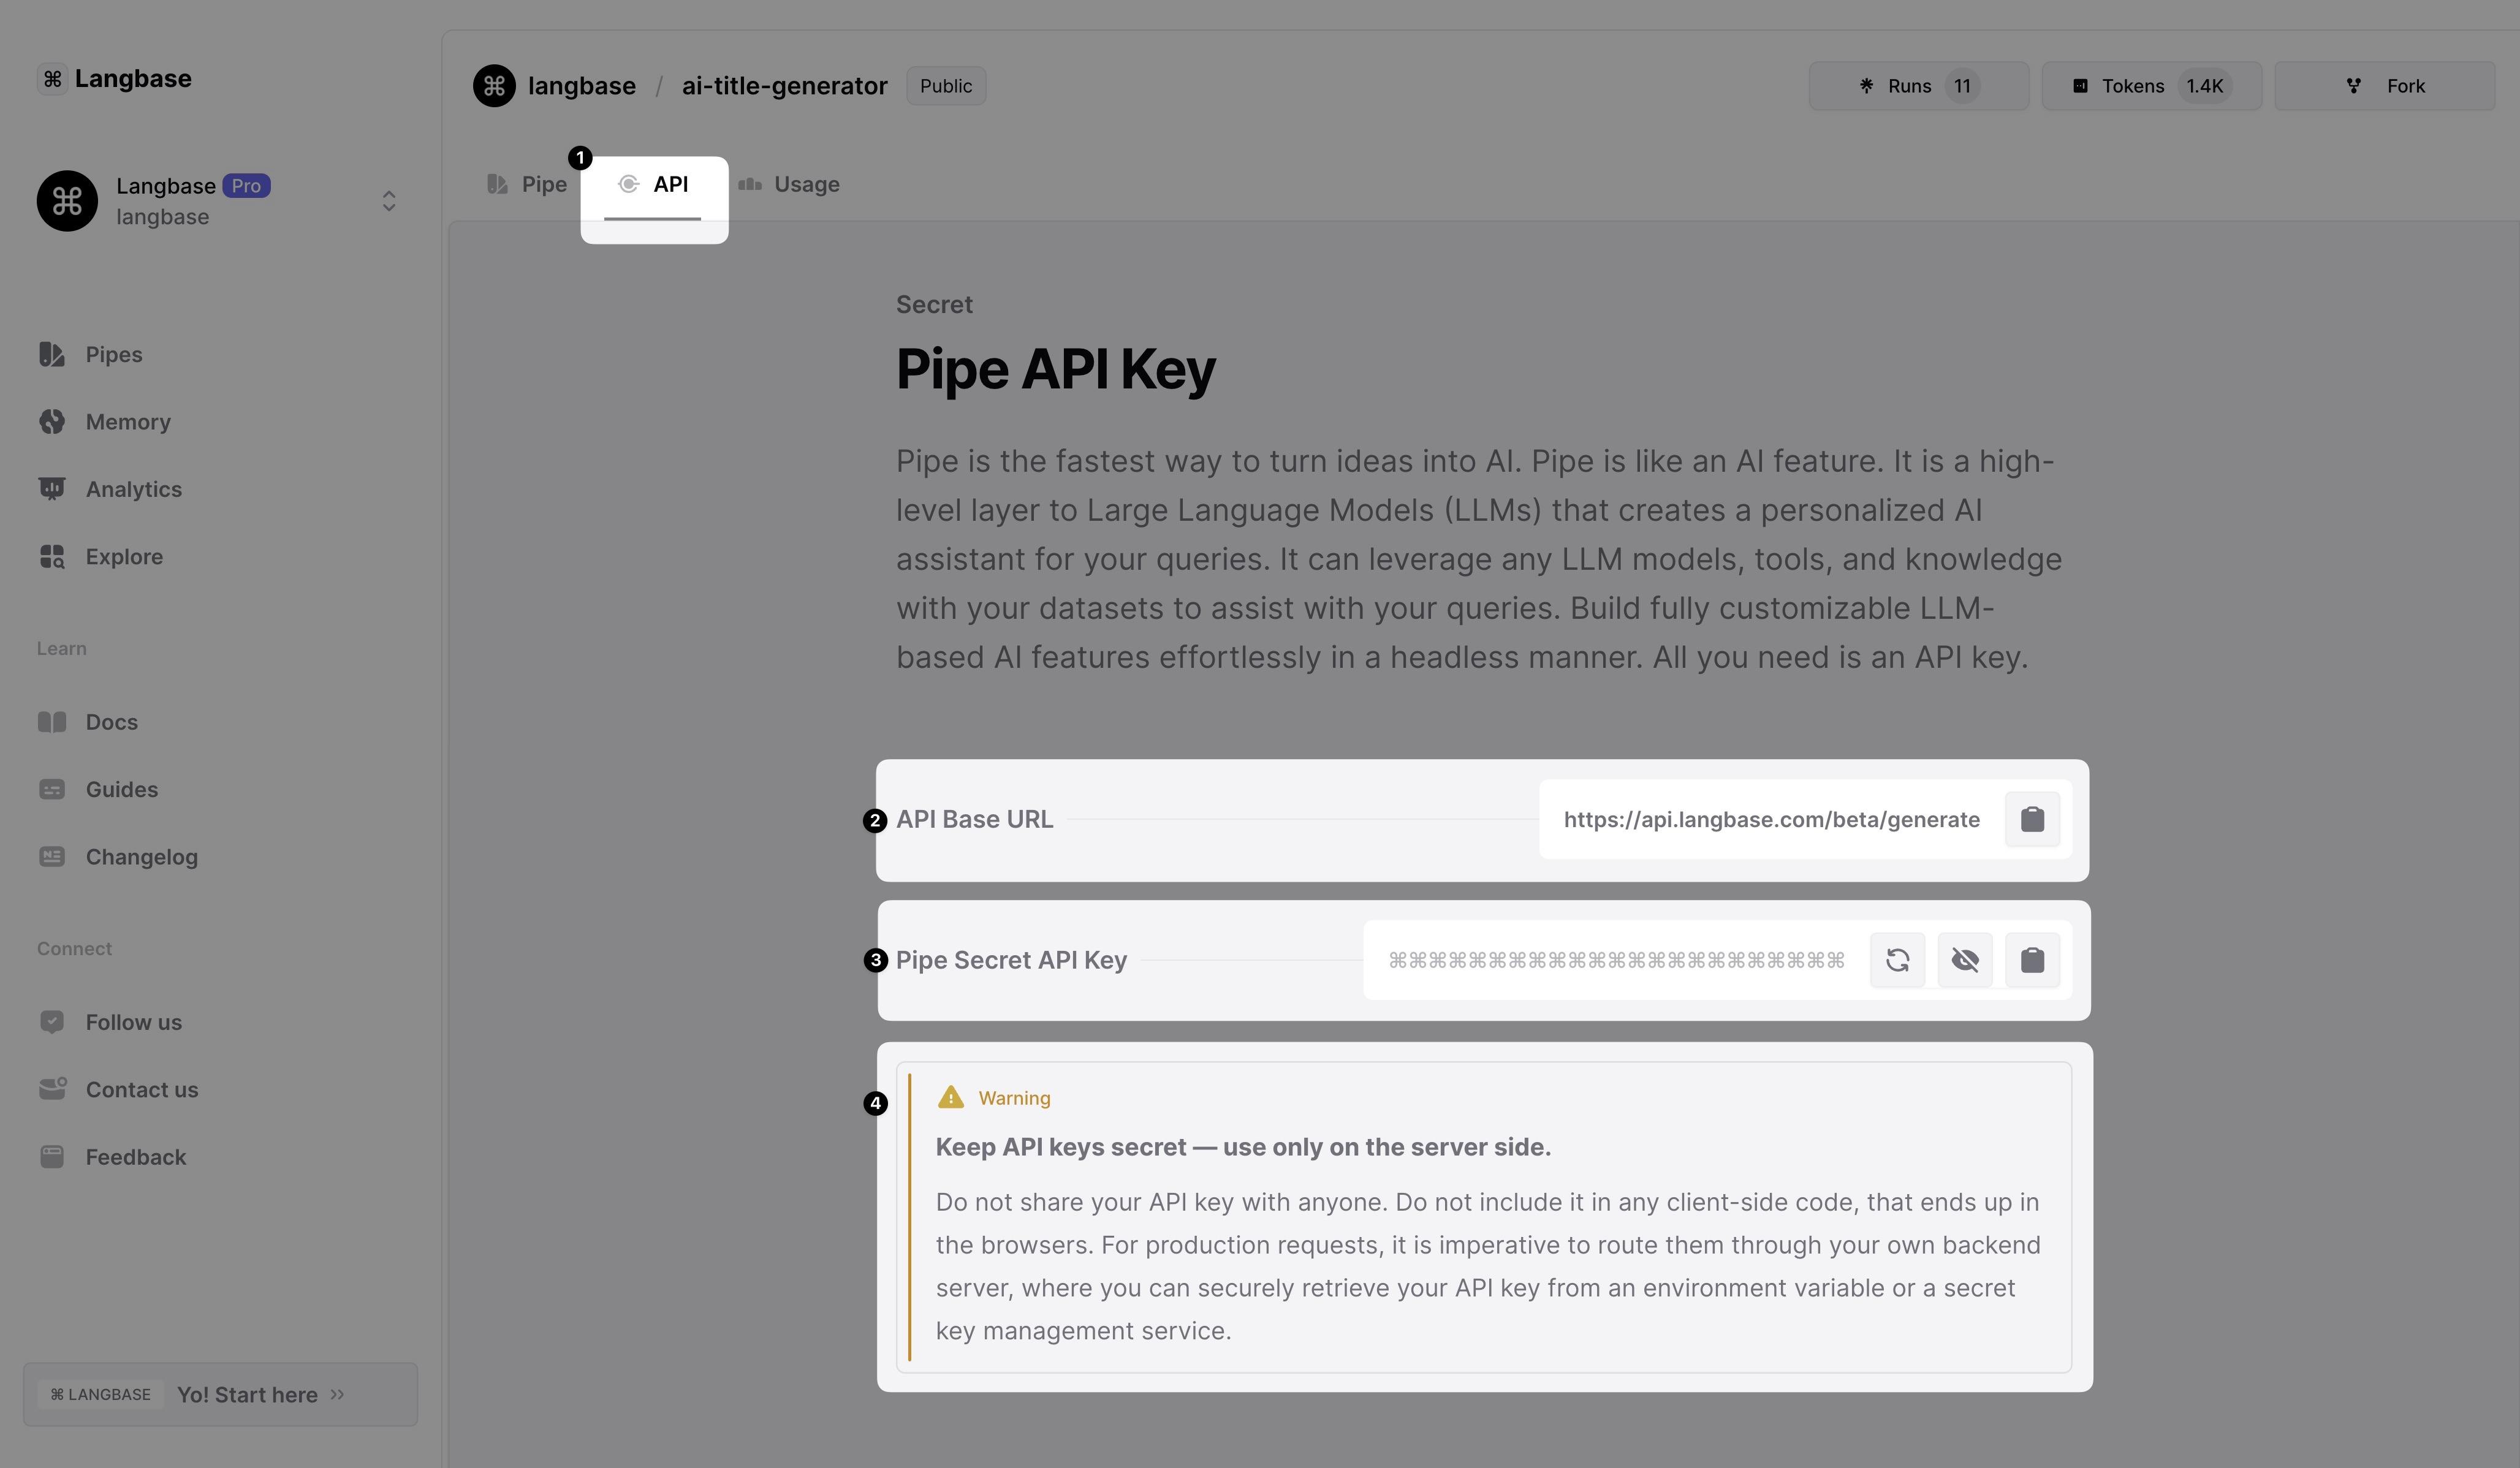 ⌘ Langbase
Langbase Pro
langbase
Pipes
Memory
Analytics
Explore
Learn
Docs
Guides
Changelog
Connect
Follow us
Contact us
Feedback
⌘ LANGBASE Yo! Start here »
langbase / ai-title-generator Public
Runs 11 Tokens 1.4K Fork
1
Pipe API Usage
Secret
Pipe API Key
Pipe is the fastest way to turn ideas into AI. Pipe is like an AI feature. It is a high-
level layer to Large Language Models (LLMs) that creates a personalized AI
assistant for your queries. It can leverage any LLM models, tools, and knowledge
with your datasets to assist with your queries. Build fully customizable LLM-
based AI features effortlessly in a headless manner. All you need is an API key.
2 API Base URL https://api.langbase.com/beta/generate
3 Pipe Secret API Key ⌘⌘⌘⌘⌘⌘⌘⌘⌘⌘⌘⌘⌘⌘⌘⌘⌘⌘⌘⌘⌘⌘⌘
4 Warning
Keep API keys secret — use only on the server side.
Do not share your API key with anyone. Do not include it in any client-side code, that ends up in
the browsers. For production requests, it is imperative to route them through your own backend
server, where you can securely retrieve your API key from an environment variable or a secret
key management service.